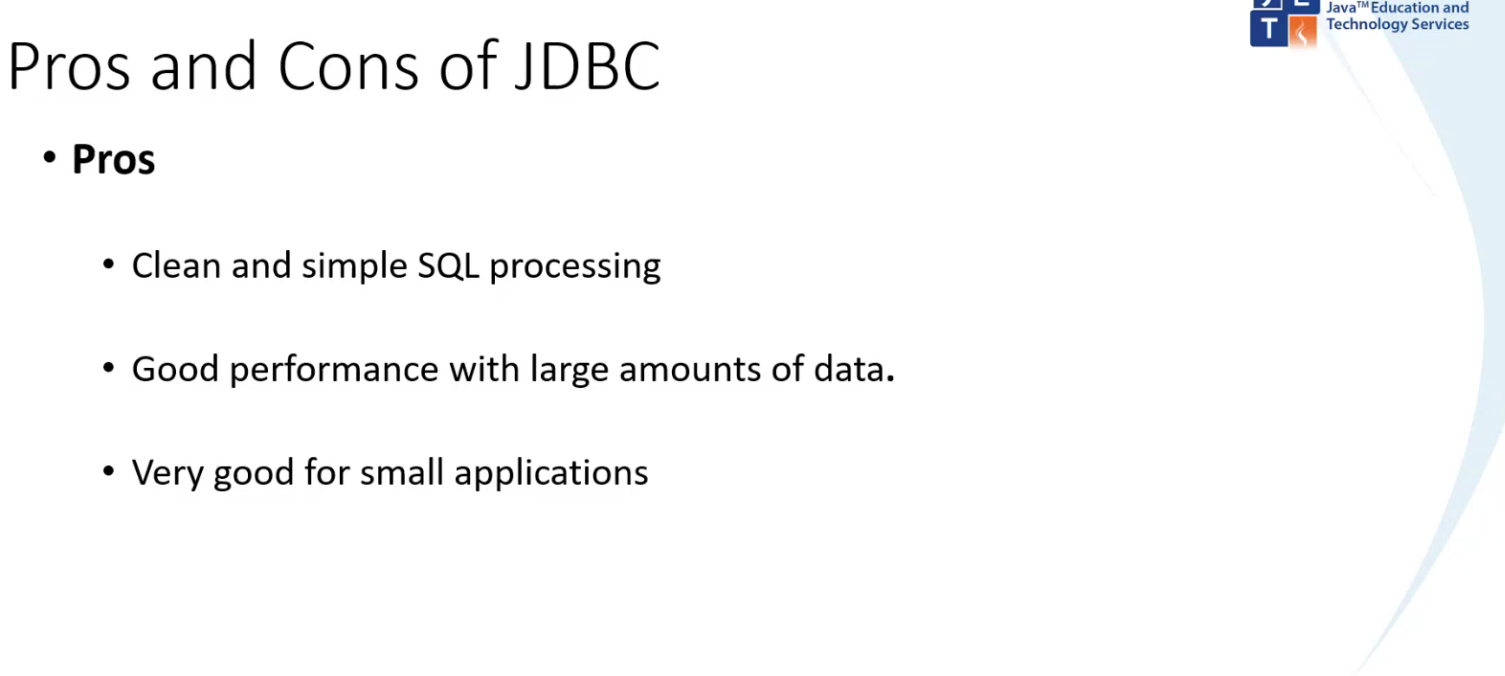 Java™ Education and
Technology Services
T
Pros and Cons of JDBC
• Pros
• Clean and simple SQL processing
• Good performance with large amounts of data.
• Very good for small applications